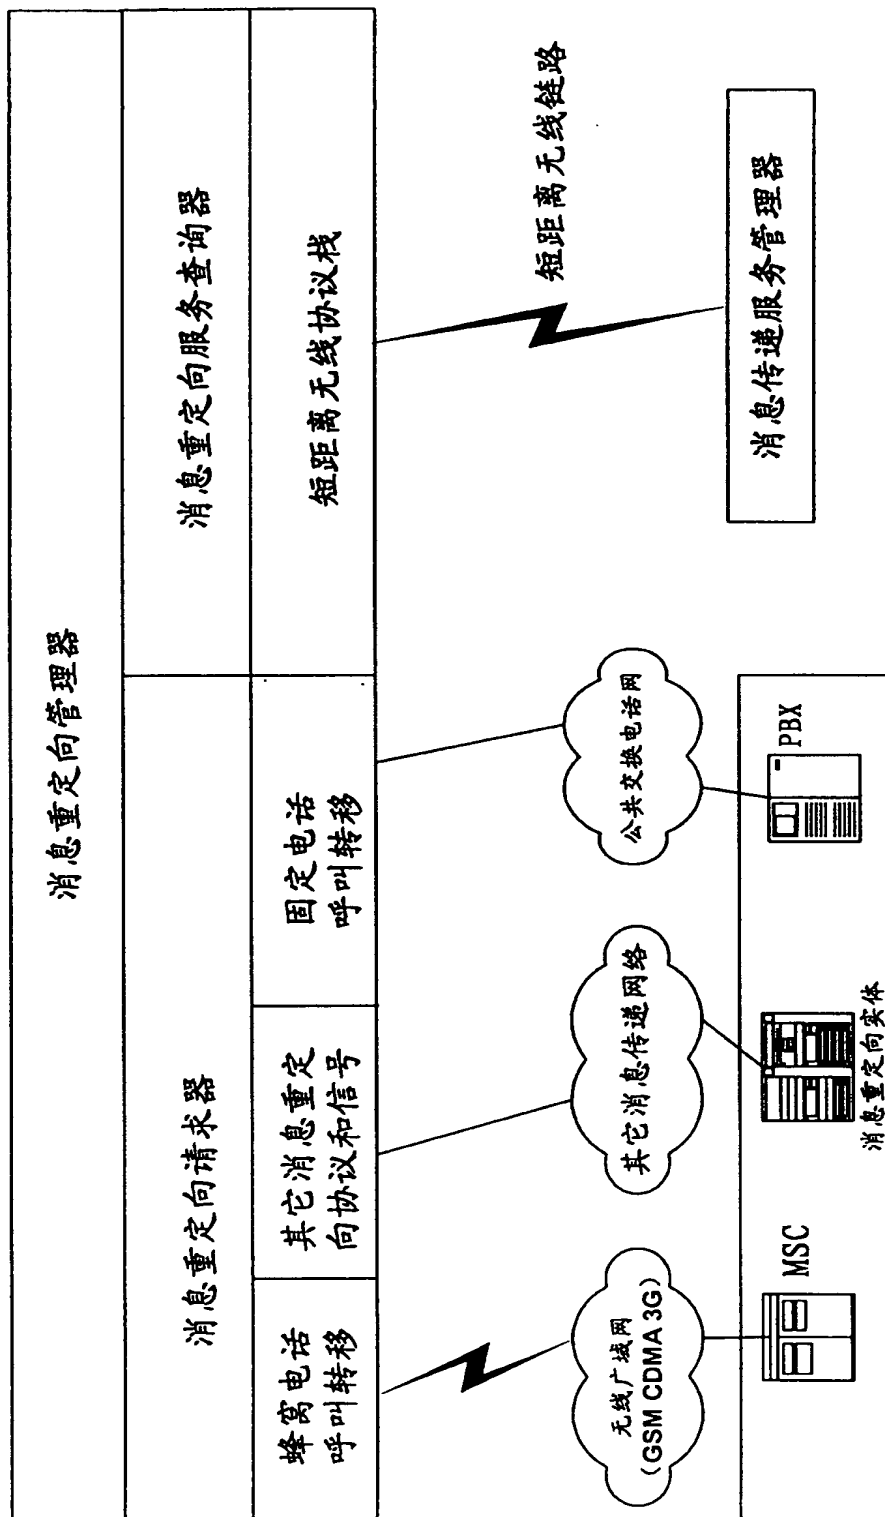 消息重定向管理器
消息重定向请求器
消息重定向服务查询器
蜂窝电话
呼叫转移
其它消息重定
向协议和信号
固定电话
呼叫转移
短距离无线协议栈
短距离无线链路
无线广域网
(GSM CDMA 3G)
其它消息传递网络
公共交换电话网
消息传递服务管理器
MSC
消息重定向实体
PBX